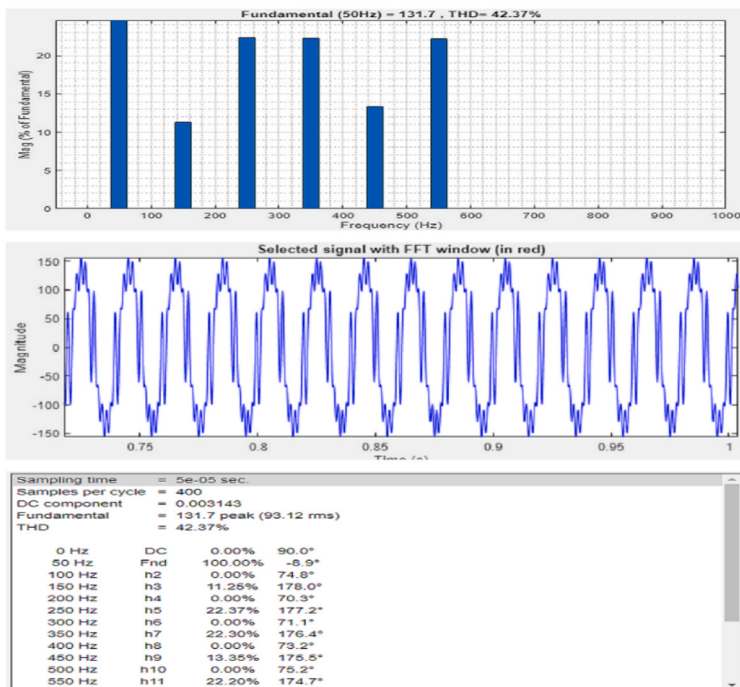 Fundamental (50Hz) = 131.7 , THD= 42.37%
Mag (% of Fundamental)
20
15
10
5
0
0 100 200 300 400 500 600 700 800 900 1000
Frequency (Hz)
Selected signal with FFT window (in red)
Magnitude
150
100
50
0
-50
-100
-150
0.75 0.8 0.85 0.9 0.95 1
Time (s)
Sampling time = 5e-05 sec.
Samples per cycle = 400
DC component = 0.003143
Fundamental = 131.7 peak (93.12 rms)
THD = 42.37%
0 Hz DC 0.00% 90.0°
50 Hz Fnd 100.00% -8.9°
100 Hz h2 0.00% 74.8°
150 Hz h3 11.25% 178.0°
200 Hz h4 0.00% 70.3°
250 Hz h5 22.37% 177.2°
300 Hz h6 0.00% 71.1°
350 Hz h7 22.30% 176.4°
400 Hz h8 0.00% 73.2°
450 Hz h9 13.35% 175.5°
500 Hz h10 0.00% 75.2°
550 Hz h11 22.20% 174.7°